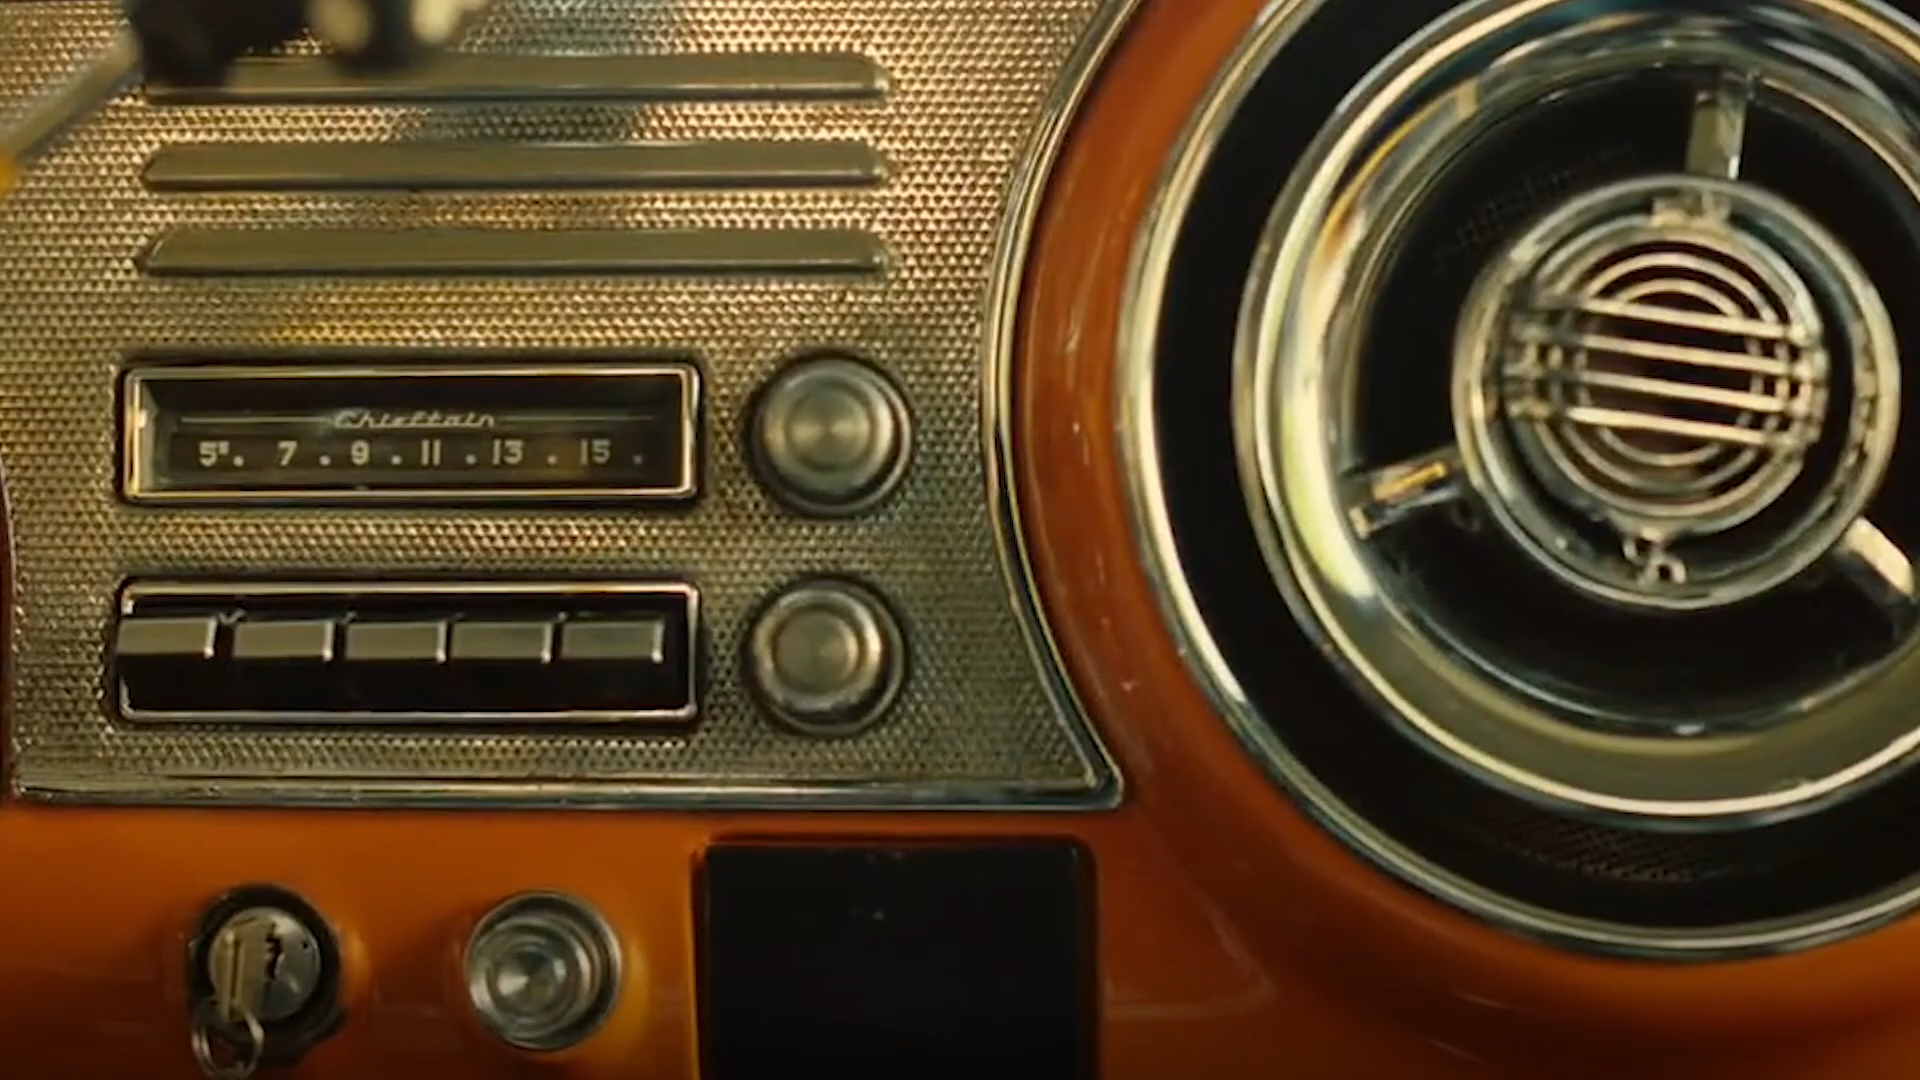 Chieftain
5". 7 . 9 . 11 . 13 . 15 .